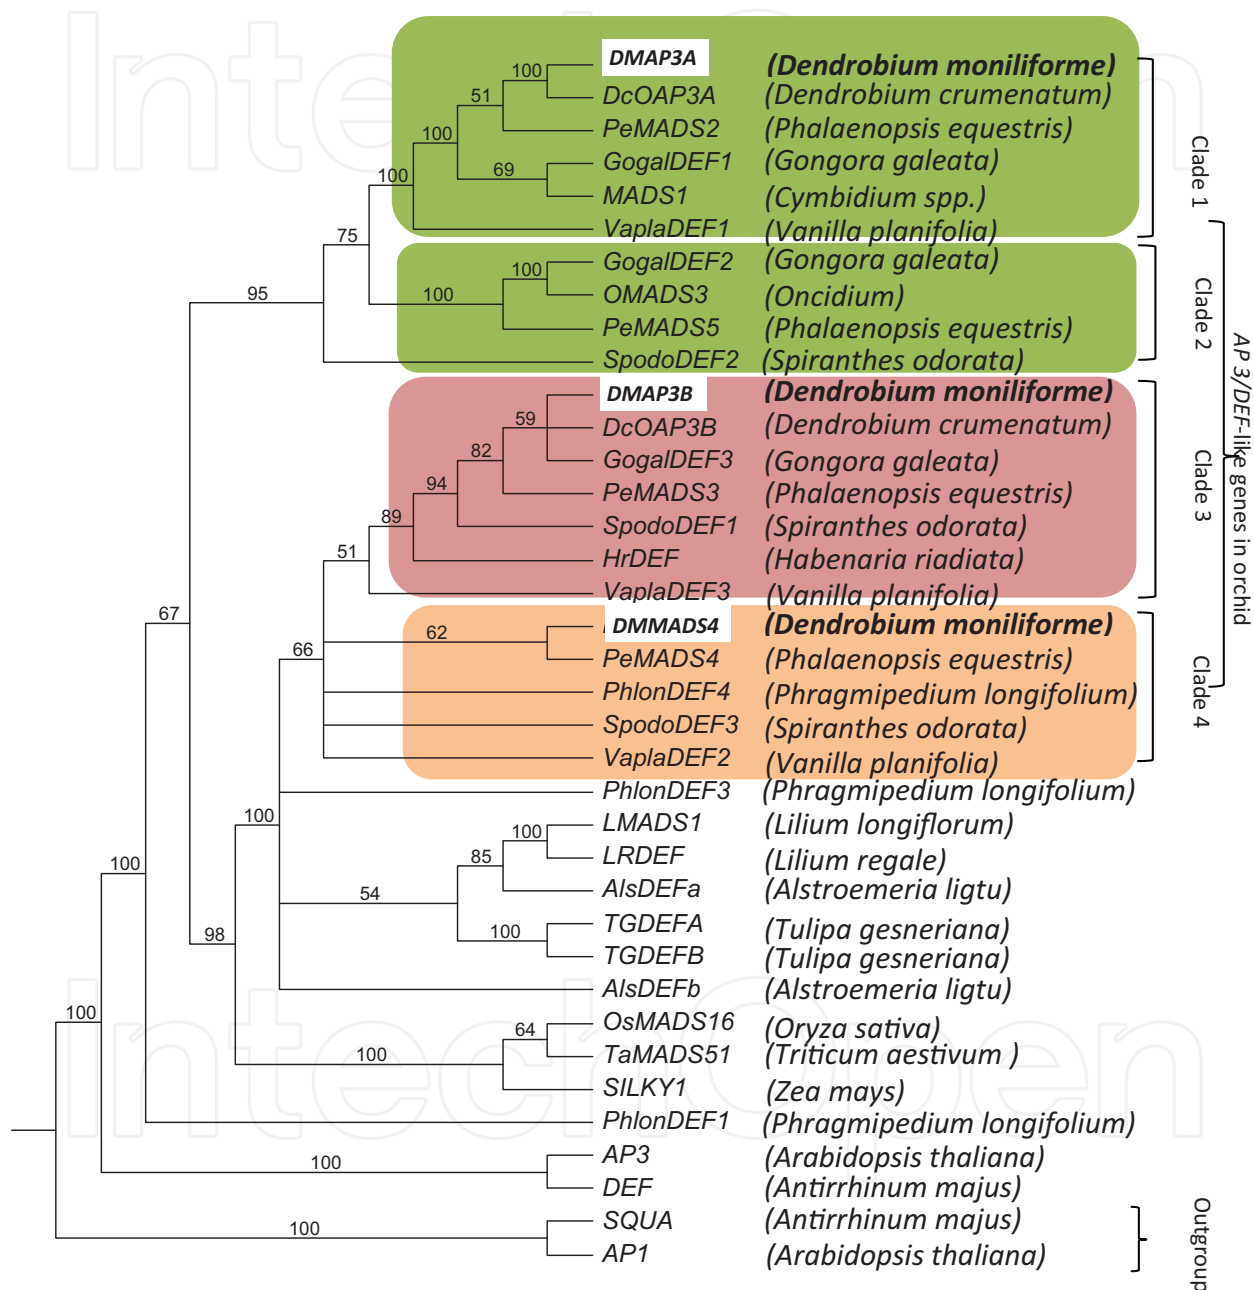 DMAP3A (Dendrobium moniliforme)
100
DcOAP3A (Dendrobium crumenatum)
51
PeMADS2 (Phalaenopsis equestris)
100
GogalDEF1 (Gongora galeata)
69
100
MADS1 (Cymbidium spp.)
VaplaDEF1 (Vanilla planifolia)
Clade 1
75
GogalDEF2 (Gongora galeata)
100
OMADS3 (Oncidium)
95
100
PeMADS5 (Phalaenopsis equestris)
SpodoDEF2 (Spiranthes odorata)
Clade 2
DMAP3B (Dendrobium moniliforme)
59
DcOAP3B (Dendrobium crumenatum)
82
GogalDEF3 (Gongora galeata)
94
PeMADS3 (Phalaenopsis equestris)
89
SpodoDEF1 (Spiranthes odorata)
51
HrDEF (Habenaria riadiata)
VaplaDEF3 (Vanilla planifolia)
Clade 3
AP 3/DEF-like genes in orchid
67
DMMADS4 (Dendrobium moniliforme)
62
66
PeMADS4 (Phalaenopsis equestris)
PhlonDEF4 (Phragmipedium longifolium)
SpodoDEF3 (Spiranthes odorata)
VaplaDEF2 (Vanilla planifolia)
Clade 4
PhlonDEF3 (Phragmipedium longifolium)
100
LMADS1 (Lilium longiflorum)
100
LRDEF (Lilium regale)
85
100
AlsDEFa (Alstroemeria ligtu)
54
TGDEFA (Tulipa gesneriana)
100
98
TGDEFB (Tulipa gesneriana)
AlsDEFb (Alstroemeria ligtu)
100
OsMADS16 (Oryza sativa)
64
TaMADS51 (Triticum aestivum )
100
SILKY1 (Zea mays)
PhlonDEF1 (Phragmipedium longifolium)
AP3 (Arabidopsis thaliana)
100
DEF (Antirrhinum majus)
SQUA (Antirrhinum majus)
100
AP1 (Arabidopsis thaliana)
Outgroup
IntechOpen
IntechOpen